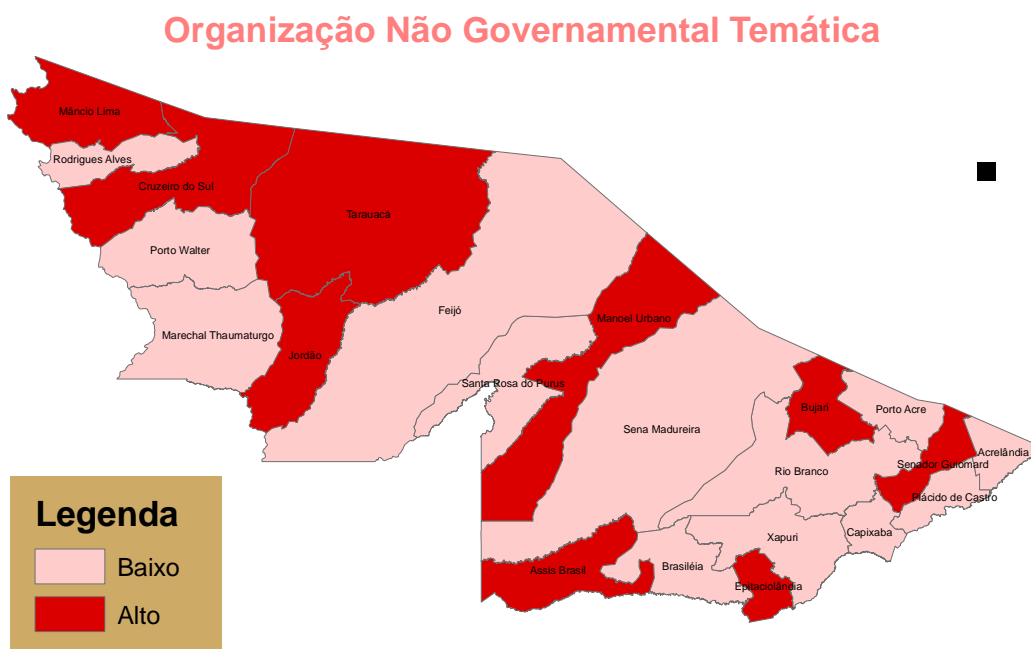 Organização Não Governamental Temática
Mâncio Lima
Rodrigues Alves
Cruzeiro do Sul
Tarauacá
Porto Walter
Feijó
Manoel Urbano
Marechal Thaumaturgo
Jordão
Santa Rosa do Purus
Bujari
Porto Acre
Sena Madureira
Acrelândia
Senador Guiomard
Rio Branco
Plácido de Castro
Capixaba
Xapuri
Brasiléia
Assis Brasil
Epitaciolândia
Legenda
Baixo
Alto